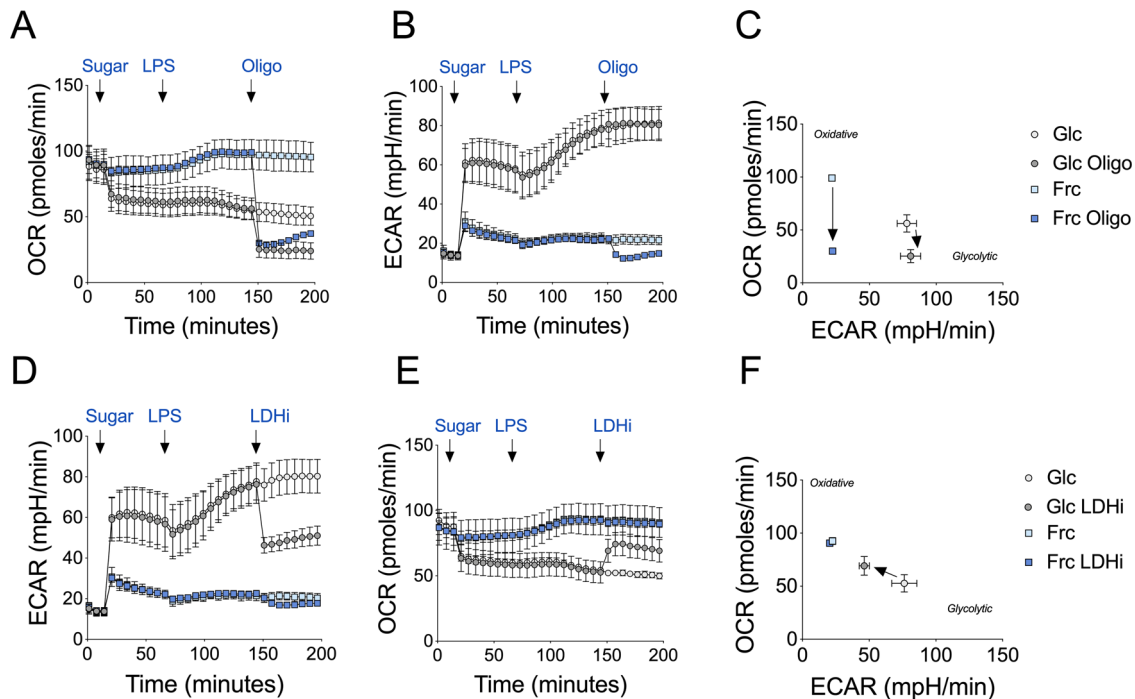 A
Sugar LPS Oligo
OCR (pmoles/min)
150
100
50
0
0 50 100 150 200
Time (minutes)
B
Sugar LPS Oligo
ECAR (mpH/min)
100
80
60
40
20
0
0 50 100 150 200
Time (minutes)
C
OCR (pmoles/min)
150
100
50
0
Oxidative
Glycolytic
50 100 150
ECAR (mpH/min)
Glc
Glc Oligo
Frc
Frc Oligo
D
Sugar LPS LDHi
ECAR (mpH/min)
100
80
60
40
20
0
0 50 100 150 200
Time (minutes)
E
Sugar LPS LDHi
OCR (pmoles/min)
150
100
50
0
0 50 100 150 200
Time (minutes)
F
OCR (pmoles/min)
150
100
50
0
Oxidative
Glycolytic
50 100 150
ECAR (mpH/min)
Glc
Glc LDHi
Frc
Frc LDHi